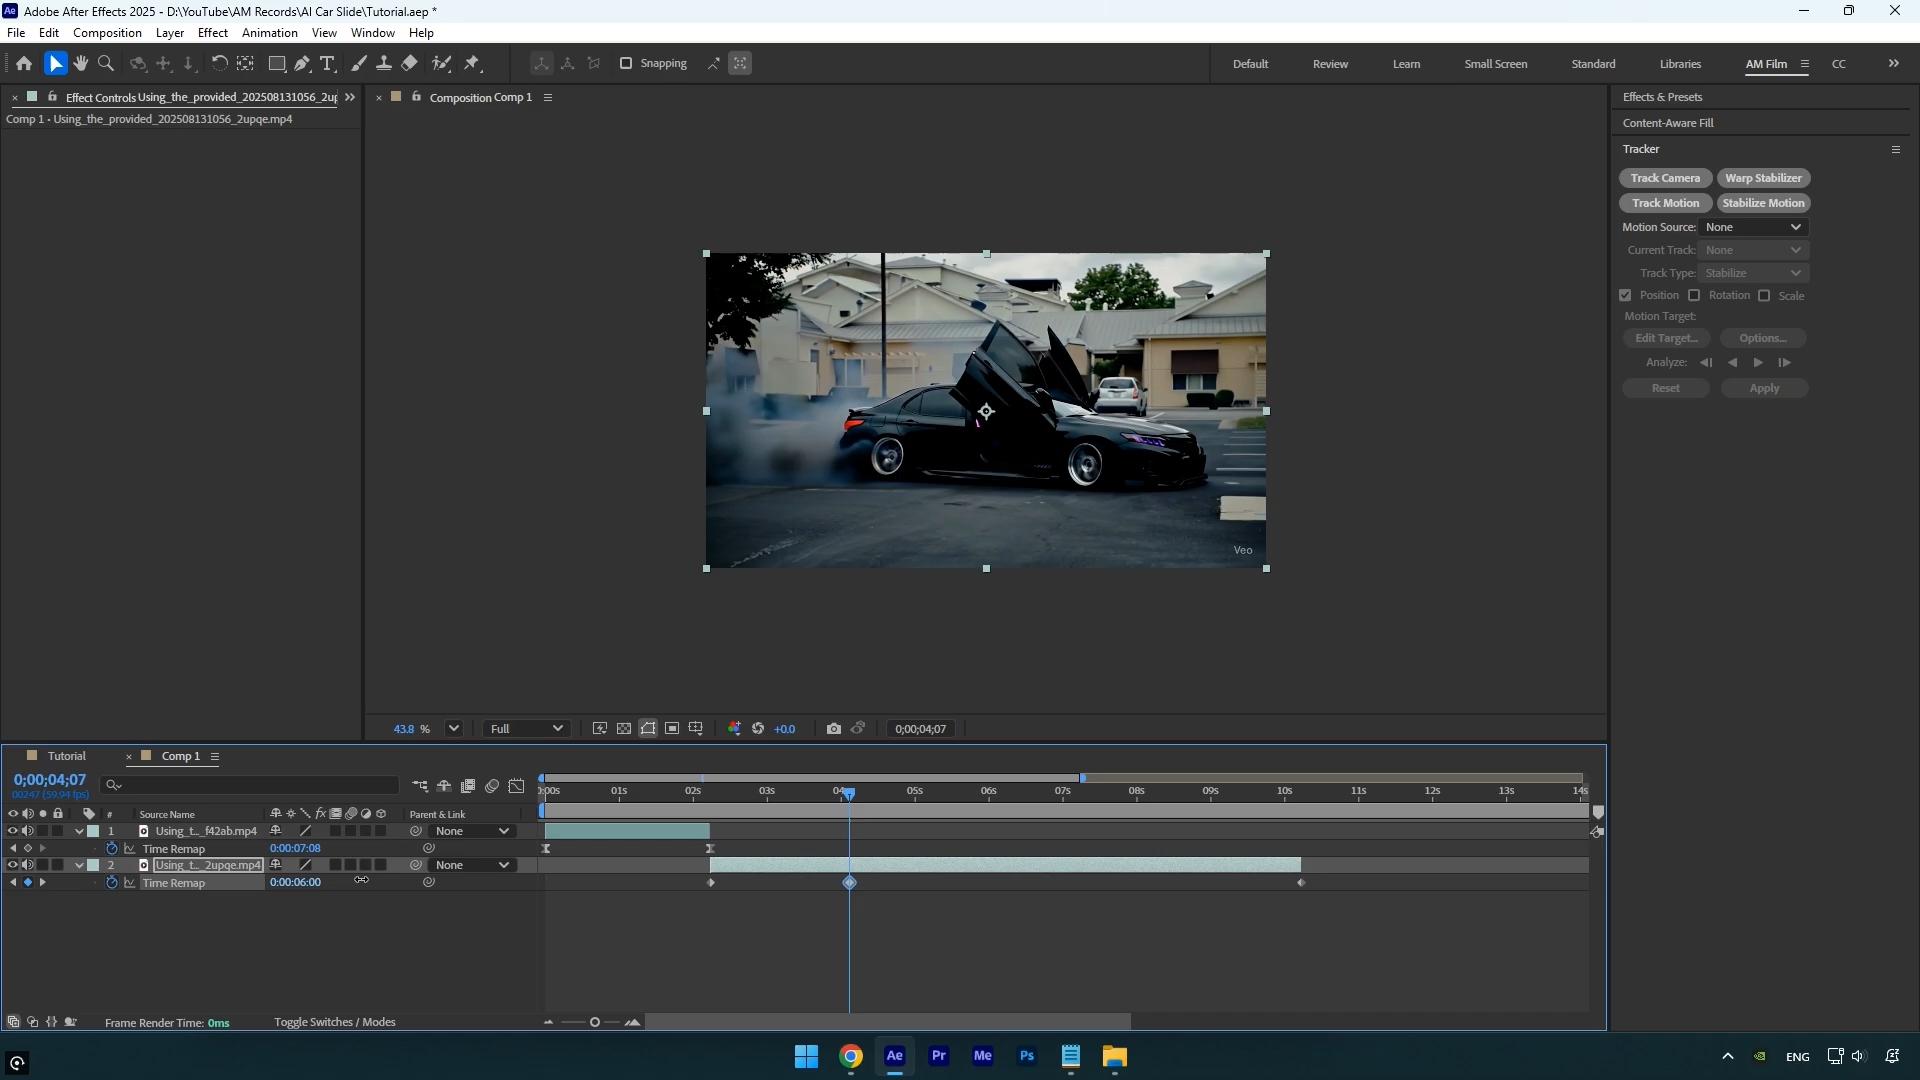 Adobe After Effects 2025 - D:\YouTube\AM Records\AI Car Slide\Tutorial.aep *
File Edit Composition Layer Effect Animation View Window Help
Snapping
Default Review Learn Small Screen Standard Libraries AM Film CC
Effect Controls Using_the_provided_202508131056_2up
Composition Comp 1
Effects & Presets
Comp 1 • Using_the_provided_202508131056_2upqe.mp4
Content-Aware Fill
Tracker
Track Camera Warp Stabilizer
Track Motion Stabilize Motion
Motion Source: None
Current Track: None
Track Type: Stabilize
Position Rotation Scale
Motion Target:
Edit Target... Options...
Analyze:
Reset Apply
Veo
43.8 % Full +0.0 0;00;04;07
Tutorial Comp 1
0;00;04;07
00247 (59.94 fps)
0:00s 01s 02s 03s 04s 05s 06s 07s 08s 09s 10s 11s 12s 13s 14s
# Source Name Parent & Link
1 Using_t..._f42ab.mp4 None
Time Remap 0:00:07:08
2 Using_t..._2upqe.mp4 None
Time Remap 0:00:06:00
Frame Render Time: 0ms Toggle Switches / Modes
Ae Pr Me Ps
ENG